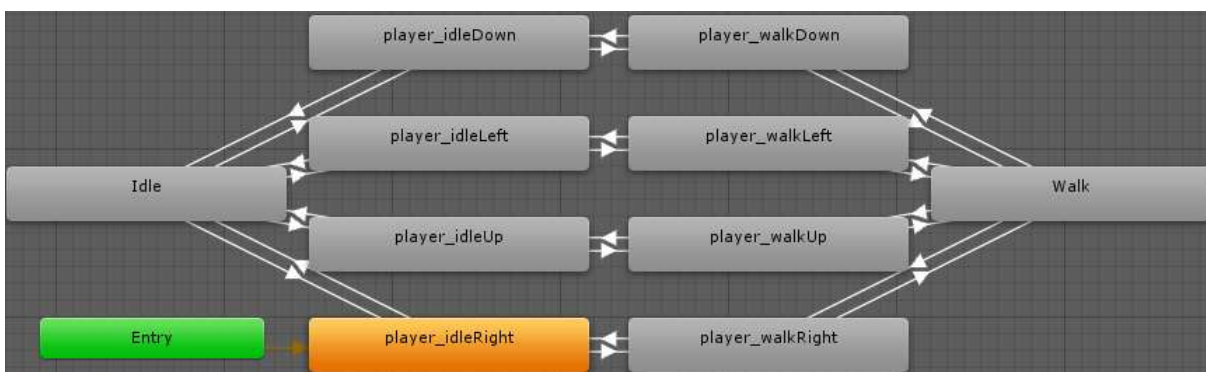 player_idleDown
player_walkDown
player_idleLeft
player_walkLeft
Idle
Walk
player_idleUp
player_walkUp
Entry
player_idleRight
player_walkRight